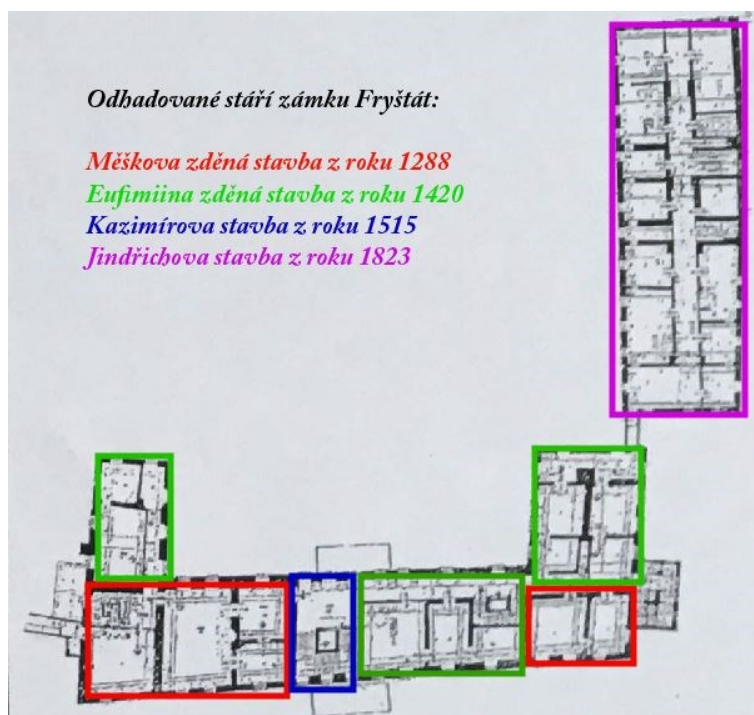 Odhadované stáří zámku Fryštát:
Měškova zděná stavba z roku 1288
Eufimiina zděná stavba z roku 1420
Kazimírova stavba z roku 1515
Jindřichova stavba z roku 1823